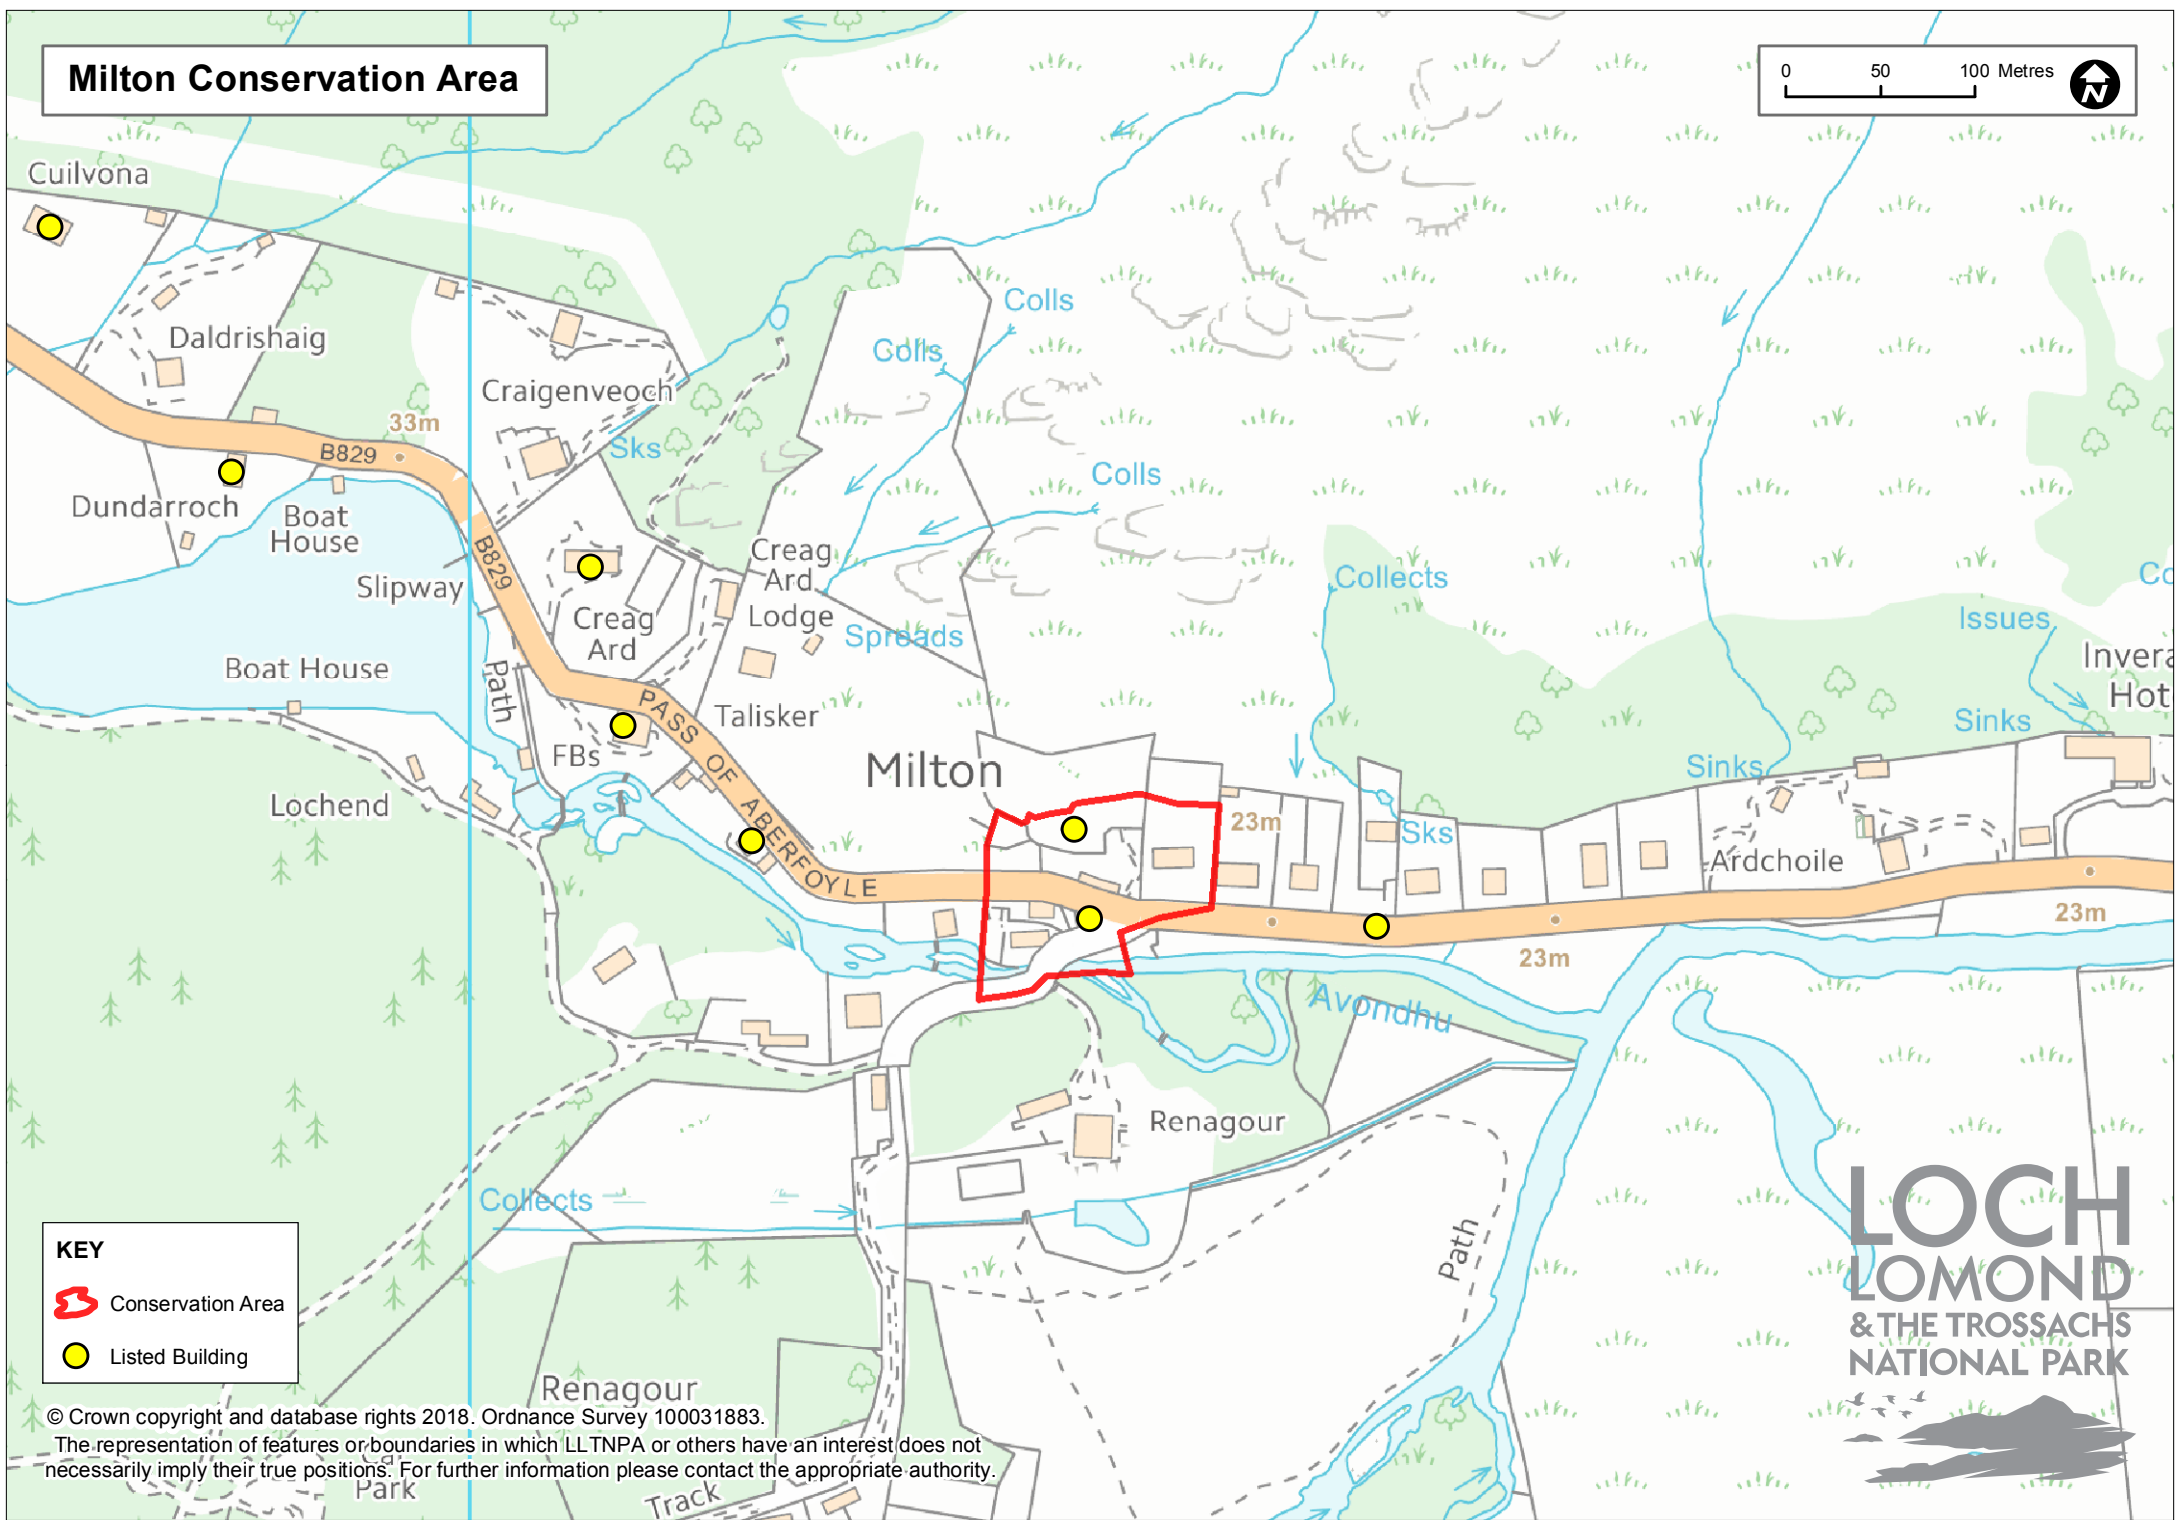 Milton Conservation Area
0 50 100 Metres
N
Cuilvona
Colls
Daldrishaig
Colls
Craigenveoch
33m
B829
Sks
Colls
Dundarroch
Boat
House
B829
Creag
Ard
Lodge
Slipway
Collects
Creag
Ard
Spreads
Issues
Boat House
Path
Invera
Hot
PASS OF ABERFOYLE
Talisker
Sinks
FBs
Milton
Sinks
Lochend
23m
Sks
Ardchoile
23m
23m
Avondhu
Renagour
Collects
Path
KEY
Conservation Area
Listed Building
Renagour
© Crown copyright and database rights 2018. Ordnance Survey 100031883.
The representation of features or boundaries in which LLTNPA or others have an interest does not
necessarily imply their true positions. For further information please contact the appropriate authority.
Park
Track
LOCH
LOMOND
& THE TROSSACHS
NATIONAL PARK